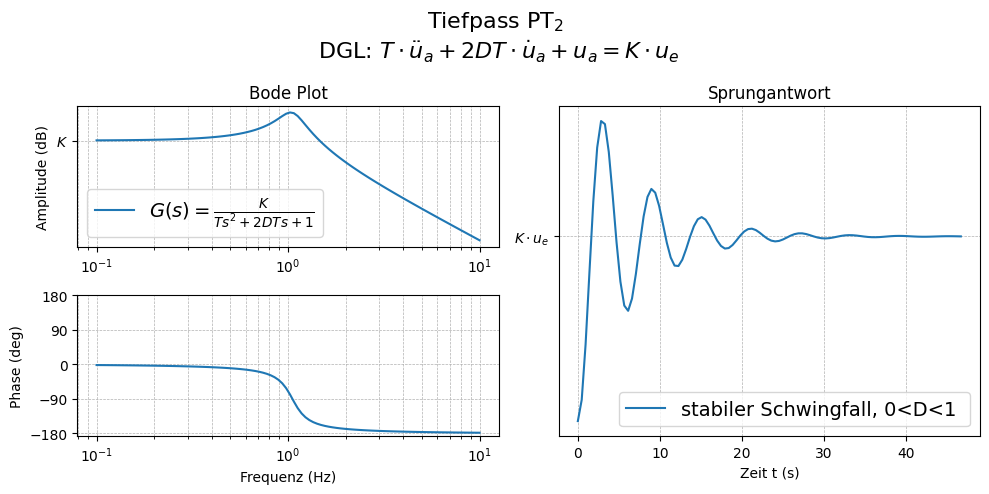 Tiefpass PT₂
DGL: T · ü_a + 2DT · u̇_a + u_a = K · u_e
Bode Plot
Amplitude (dB)
K
G(s) = K / (Ts² + 2DTs + 1)
10⁻¹ 10⁰ 10¹
Phase (deg)
180
90
0
−90
−180
10⁻¹ 10⁰ 10¹
Frequenz (Hz)
Sprungantwort
K · u_e
stabiler Schwingfall, 0<D<1
0 10 20 30 40
Zeit t (s)